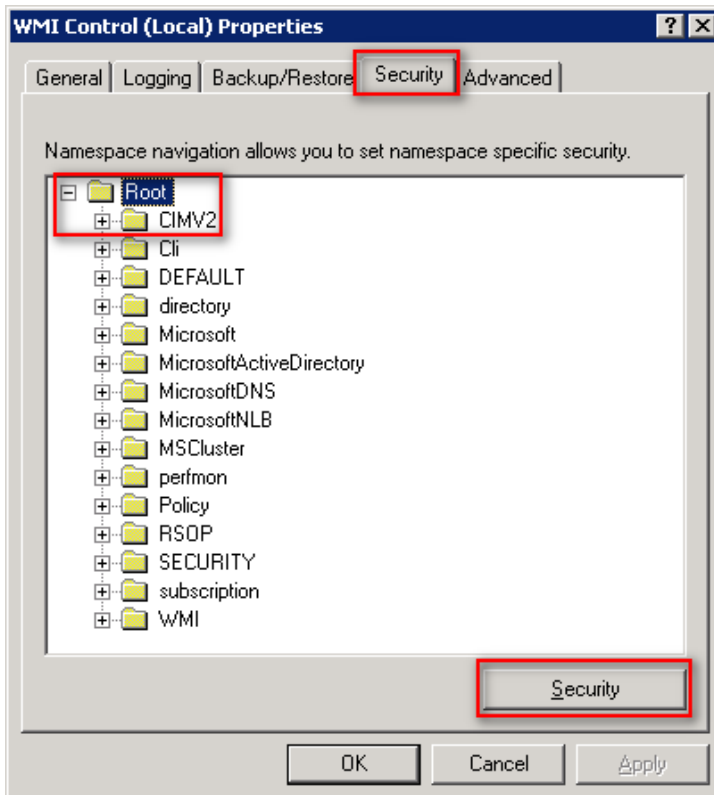 WMI Control (Local) Properties
General Logging Backup/Restore Security Advanced
Namespace navigation allows you to set namespace specific security.
Root
CIMV2
Cli
DEFAULT
directory
Microsoft
MicrosoftActiveDirectory
MicrosoftDNS
MicrosoftNLB
MSCluster
perfmon
Policy
RSOP
SECURITY
subscription
WMI
Security
OK Cancel Apply